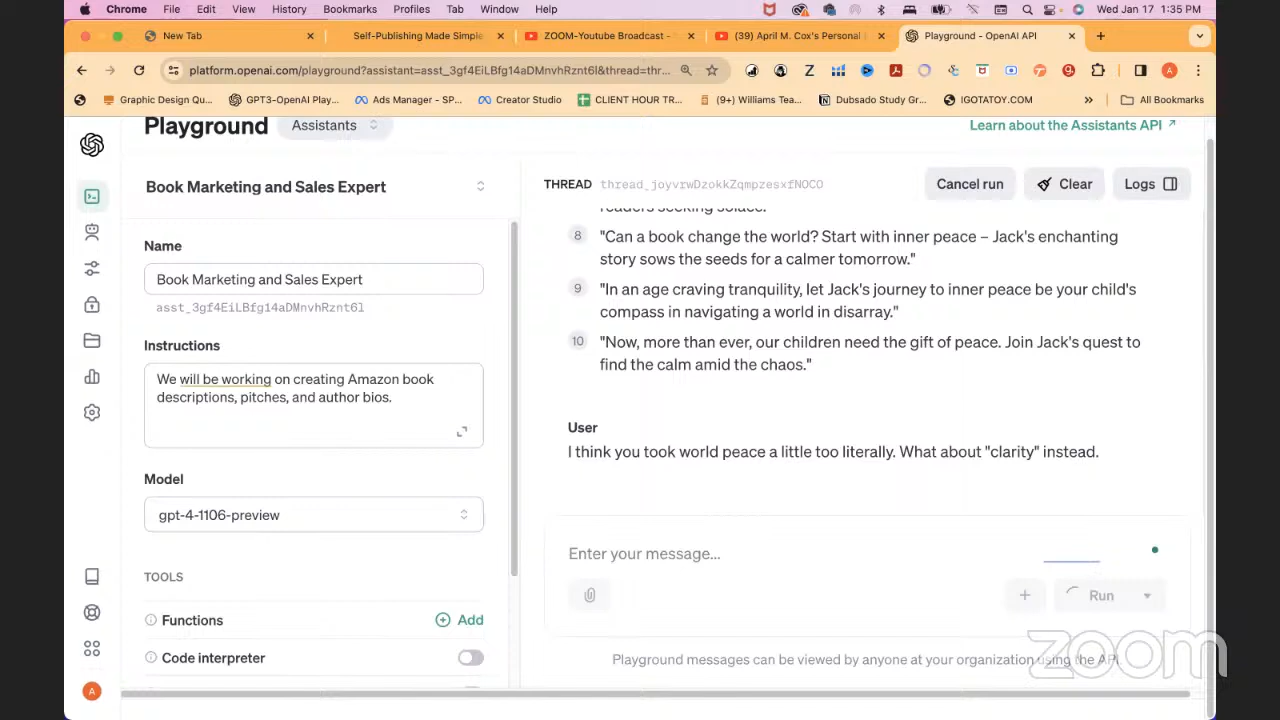 Chrome File Edit View History Bookmarks Profiles Tab Window Help Wed Jan 17 1:35 PM
New Tab Self-Publishing Made Simple ZOOM-Youtube Broadcast - (39) April M. Cox's Personal Playground - OpenAI API
platform.openai.com/playground?assistant=asst_3gf4EiLBfg14aDMnvhRznt6l&thread=thr...
Graphic Design Qu... GPT3-OpenAI Play... Ads Manager - SP... Creator Studio CLIENT HOUR TR... (9+) Williams Tea... Dubsado Study Gr... IGOTATOY.COM » All Bookmarks
Playground Assistants Learn about the Assistants API
Book Marketing and Sales Expert
THREAD thread_joyvrwDzokkZqmpzesxfNOCO Cancel run Clear Logs
readers seeking solace.
8 "Can a book change the world? Start with inner peace – Jack's enchanting
story sows the seeds for a calmer tomorrow."
9 "In an age craving tranquility, let Jack's journey to inner peace be your child's
compass in navigating a world in disarray."
10 "Now, more than ever, our children need the gift of peace. Join Jack's quest to
find the calm amid the chaos."
User
I think you took world peace a little too literally. What about "clarity" instead.
Name
Book Marketing and Sales Expert
asst_3gf4EiLBfg14aDMnvhRznt6l
Instructions
We will be working on creating Amazon book
descriptions, pitches, and author bios.
Model
gpt-4-1106-preview
TOOLS
Functions Add
Code interpreter
Enter your message...
Run
Playground messages can be viewed by anyone at your organization using the API.
A
zoom